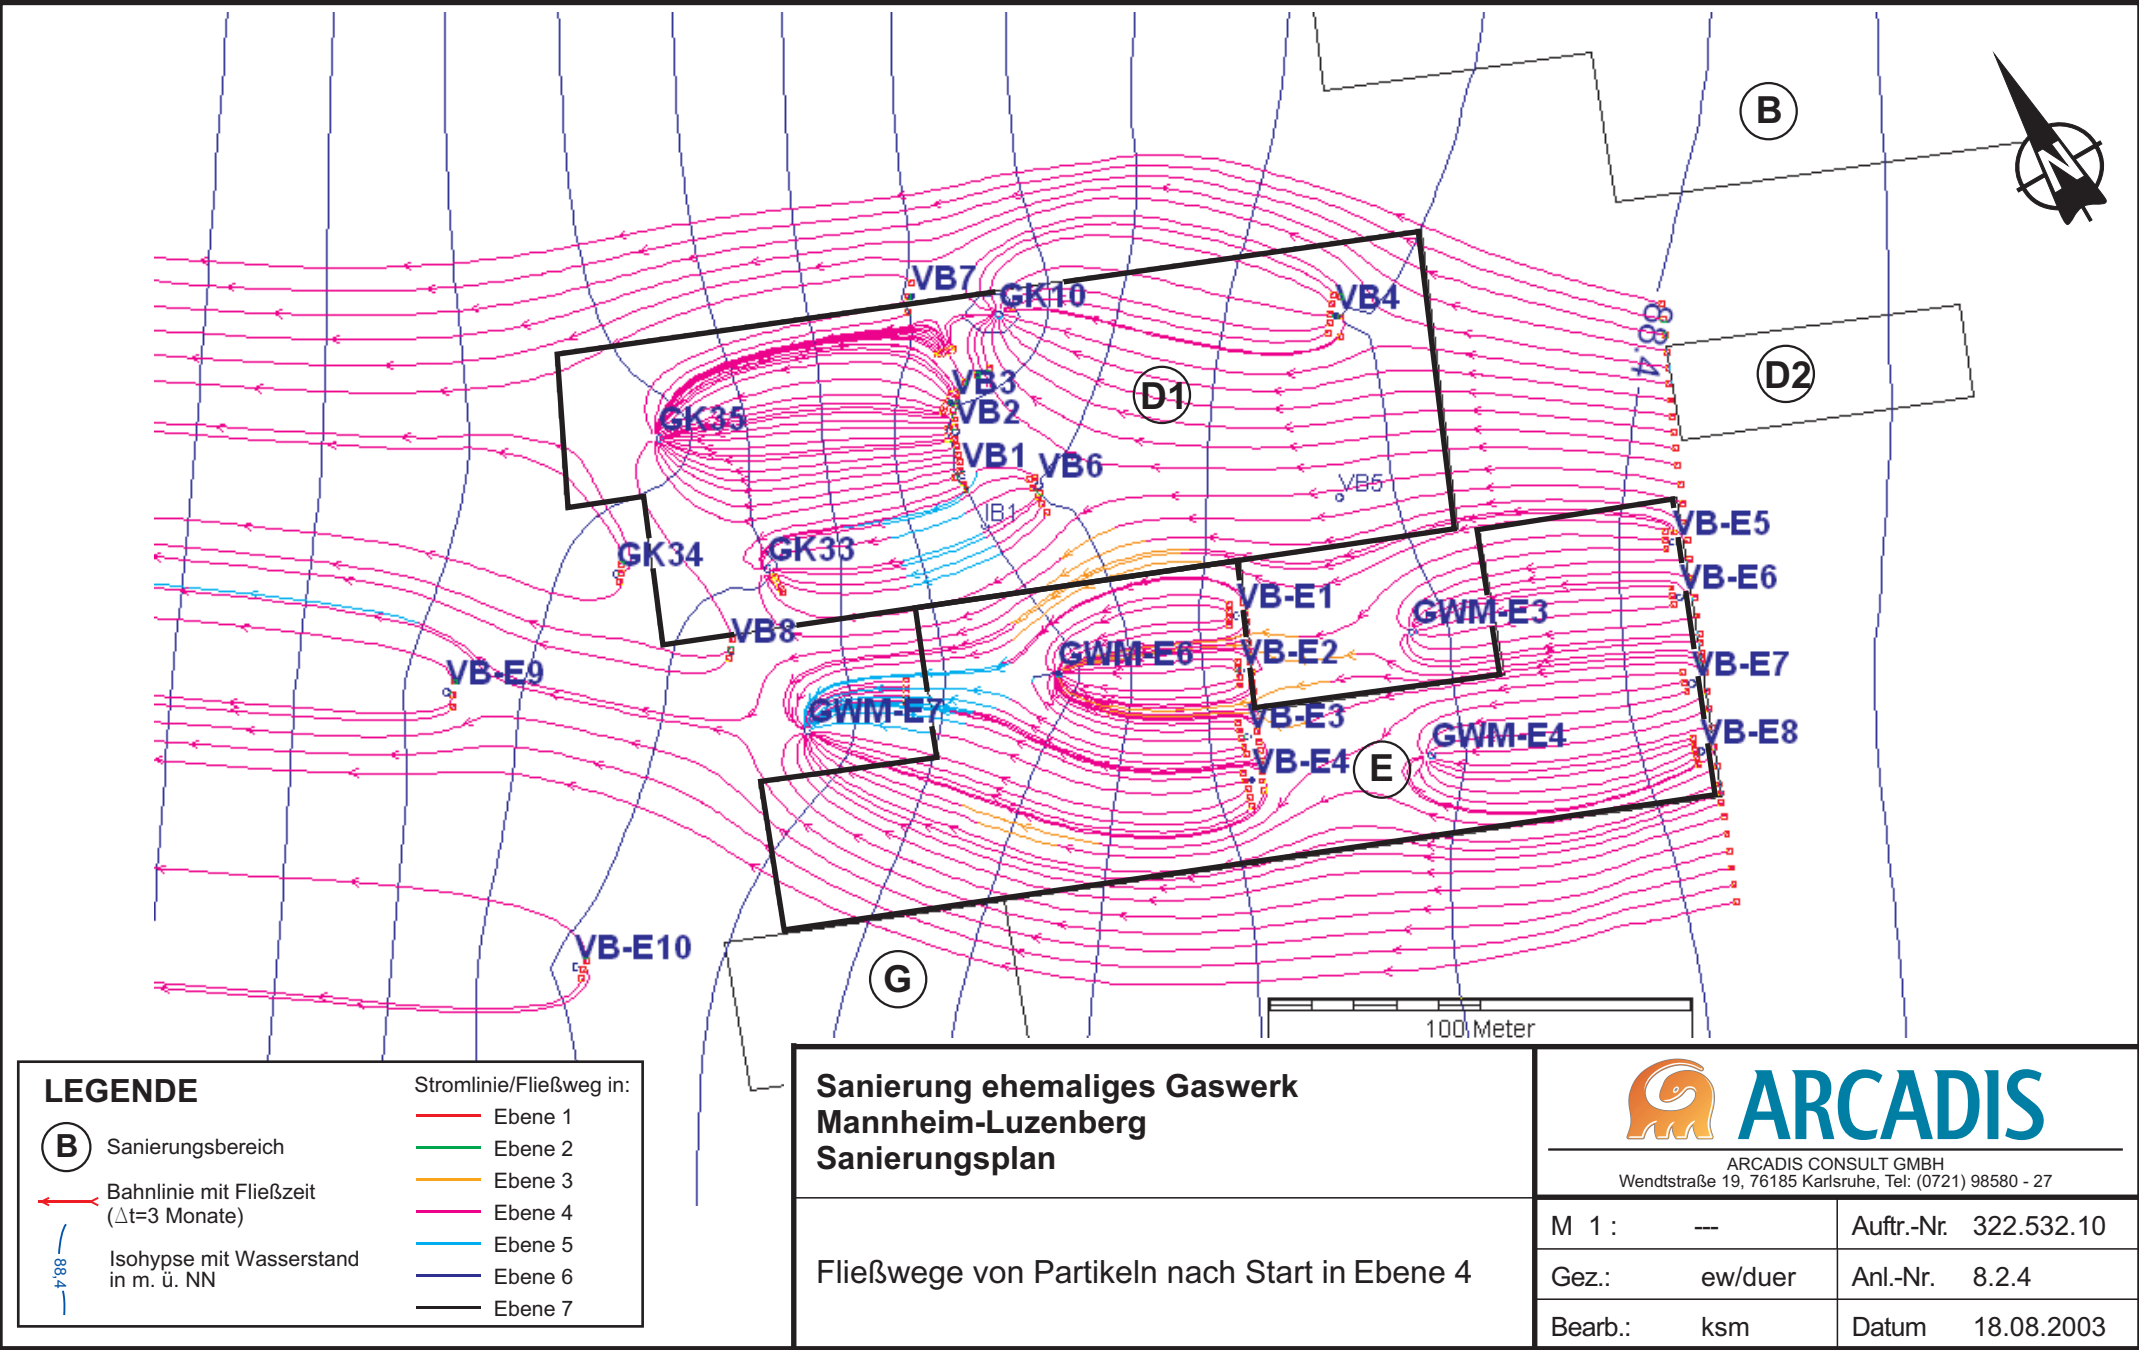 B
N
VB7
GK10
VB4
88.4
D2
VB3
D1
VB2
GK35
VB1
VB6
VB5
JB1
VB-E5
GK34
GK33
VB-E6
VB-E1
GWM-E3
VB8
VB-E2
GWM-E6
VB-E7
VB-E9
GWM-E7
VB-E3
GWM-E4
VB-E8
VB-E4
E
VB-E10
G
100 Meter
LEGENDE
B Sanierungsbereich
Bahnlinie mit Fließzeit
(Δt=3 Monate)
88,4
Isohypse mit Wasserstand
in m. ü. NN
Stromlinie/Fließweg in:
Ebene 1
Ebene 2
Ebene 3
Ebene 4
Ebene 5
Ebene 6
Ebene 7
Sanierung ehemaliges Gaswerk
Mannheim-Luzenberg
Sanierungsplan
Fließwege von Partikeln nach Start in Ebene 4
ARCADIS
ARCADIS CONSULT GMBH
Wendtstraße 19, 76185 Karlsruhe, Tel: (0721) 98580 - 27
M 1 : ---
Auftr.-Nr. 322.532.10
Gez.: ew/duer
Anl.-Nr. 8.2.4
Bearb.: ksm
Datum 18.08.2003